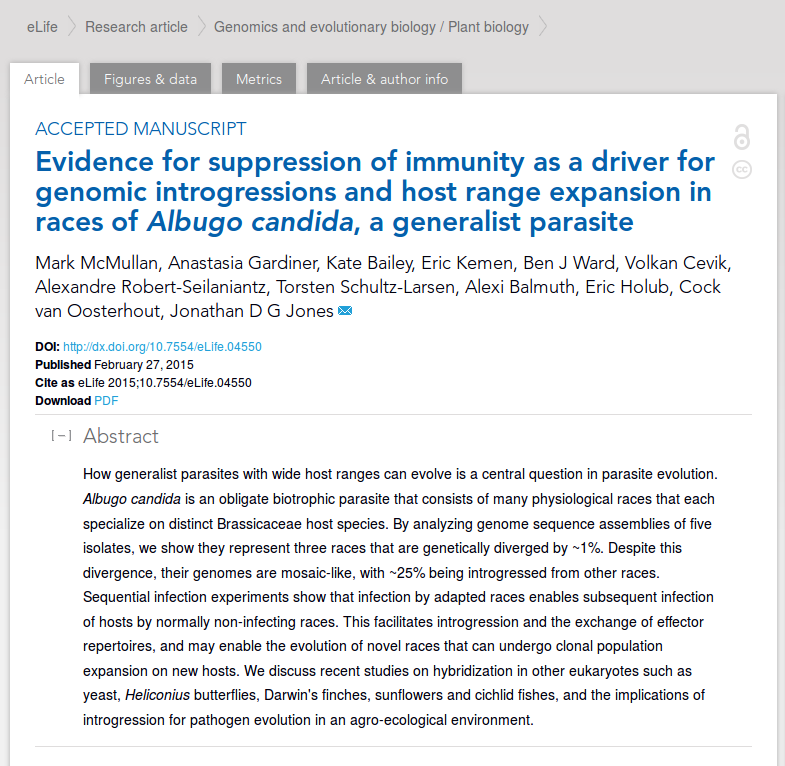 eLife Research article Genomics and evolutionary biology / Plant biology
Article Figures & data Metrics Article & author info
ACCEPTED MANUSCRIPT
Evidence for suppression of immunity as a driver for
genomic introgressions and host range expansion in
races of Albugo candida, a generalist parasite
cc
Mark McMullan, Anastasia Gardiner, Kate Bailey, Eric Kemen, Ben J Ward, Volkan Cevik,
Alexandre Robert-Seilaniantz, Torsten Schultz-Larsen, Alexi Balmuth, Eric Holub, Cock
van Oosterhout, Jonathan D G Jones
DOI: http://dx.doi.org/10.7554/eLife.04550
Published February 27, 2015
Cite as eLife 2015;10.7554/eLife.04550
Download PDF
[−] Abstract
How generalist parasites with wide host ranges can evolve is a central question in parasite evolution.
Albugo candida is an obligate biotrophic parasite that consists of many physiological races that each
specialize on distinct Brassicaceae host species. By analyzing genome sequence assemblies of five
isolates, we show they represent three races that are genetically diverged by ~1%. Despite this
divergence, their genomes are mosaic-like, with ~25% being introgressed from other races.
Sequential infection experiments show that infection by adapted races enables subsequent infection
of hosts by normally non-infecting races. This facilitates introgression and the exchange of effector
repertoires, and may enable the evolution of novel races that can undergo clonal population
expansion on new hosts. We discuss recent studies on hybridization in other eukaryotes such as
yeast, Heliconius butterflies, Darwin's finches, sunflowers and cichlid fishes, and the implications of
introgression for pathogen evolution in an agro-ecological environment.